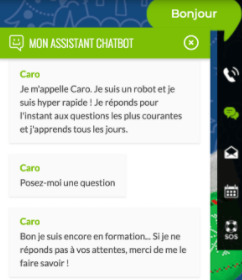 Bonjour
MON ASSISTANT CHATBOT
Caro
Je m'appelle Caro. Je suis un robot et je
suis hyper rapide ! Je réponds pour
l'instant aux questions les plus courantes
et j'apprends tous les jours.
Caro
Posez-moi une question
Caro
Bon je suis encore en formation... Si je ne
réponds pas à vos attentes, merci de me le
faire savoir !
SOS